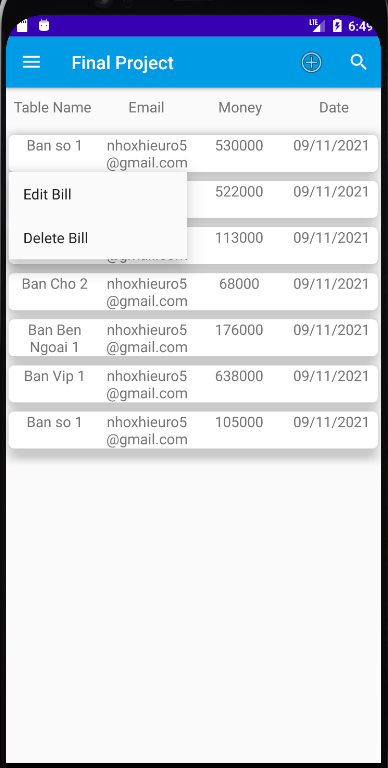 LTE 6:49
Final Project
Table Name Email Money Date
Ban so 1 nhoxhieuro5 530000 09/11/2021
@gmail.com
522000 09/11/2021
Edit Bill
113000 09/11/2021
Delete Bill
Ban Cho 2 nhoxhieuro5 68000 09/11/2021
@gmail.com
Ban Ben nhoxhieuro5 176000 09/11/2021
Ngoai 1 @gmail.com
Ban Vip 1 nhoxhieuro5 638000 09/11/2021
@gmail.com
Ban so 1 nhoxhieuro5 105000 09/11/2021
@gmail.com